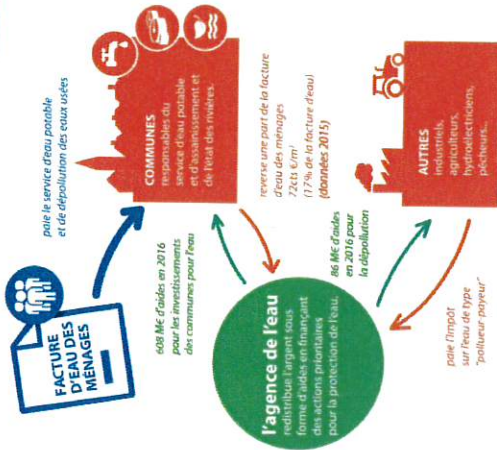 FACTURE
D'EAU DES
MÉNAGES
paie le service d'eau potable
et de dépollution des eaux usées
COMMUNES
responsables du
service d'eau potable
et d'assainissement et
de l'état des rivières.
608 M€ d'aides en 2016
pour les investissements
des communes pour l'eau
reverse une part de la facture
d'eau des ménages
72cts €/m³
(17% de la facture d'eau)
(données 2015)
l'agence de l'eau
redistribue l'argent sous
forme d'aides en finançant
des actions prioritaires
pour la protection de l'eau.
86 M€ d'aides
en 2016 pour
la dépollution
paie l'impôt
sur l'eau de type
"pollueur-payeur"
AUTRES
industriels,
agriculteurs,
hydroélectriciens,
pêcheurs...